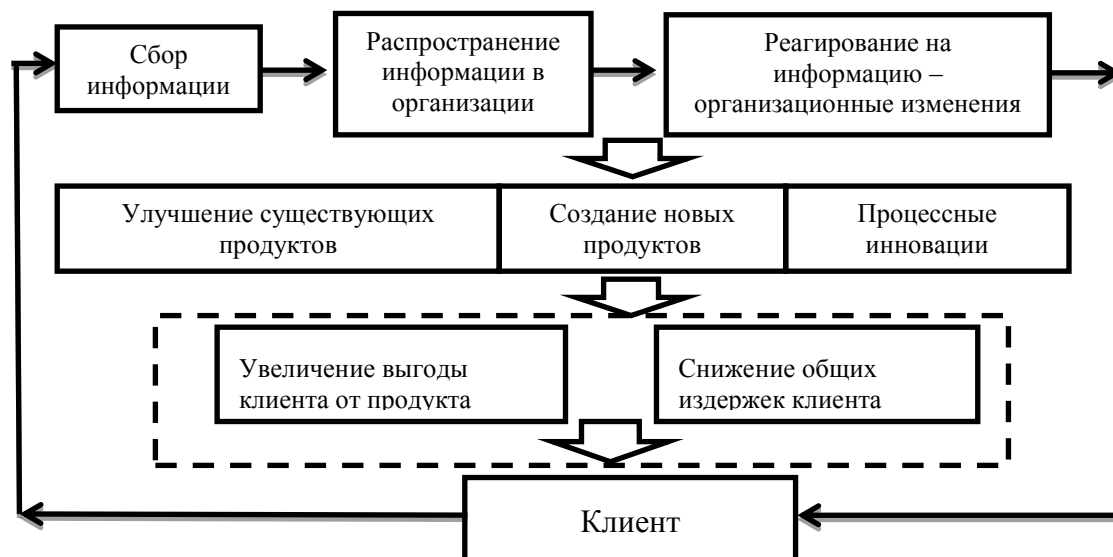 Сбор
информации
Распространение
информации в
организации
Реагирование на
информацию –
организационные изменения
Улучшение существующих
продуктов
Создание новых
продуктов
Процессные
инновации
Увеличение выгоды
клиента от продукта
Снижение общих
издержек клиента
Клиент